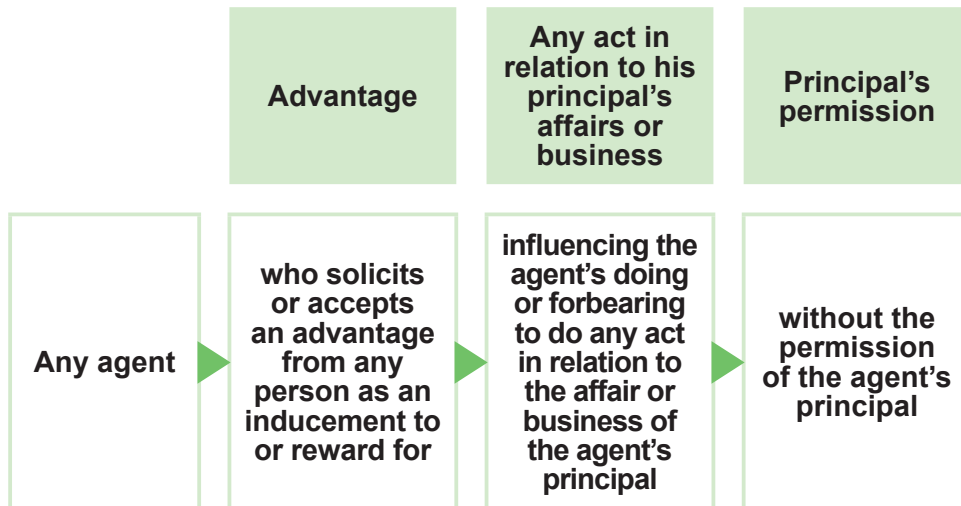 Advantage
Any act in
relation to his
principal’s
affairs or
business
Principal’s
permission
Any agent
who solicits
or accepts
an advantage
from any
person as an
inducement to
or reward for
influencing the
agent’s doing
or forbearing
to do any act
in relation to
the affair or
business of
the agent’s
principal
without the
permission
of the agent’s
principal